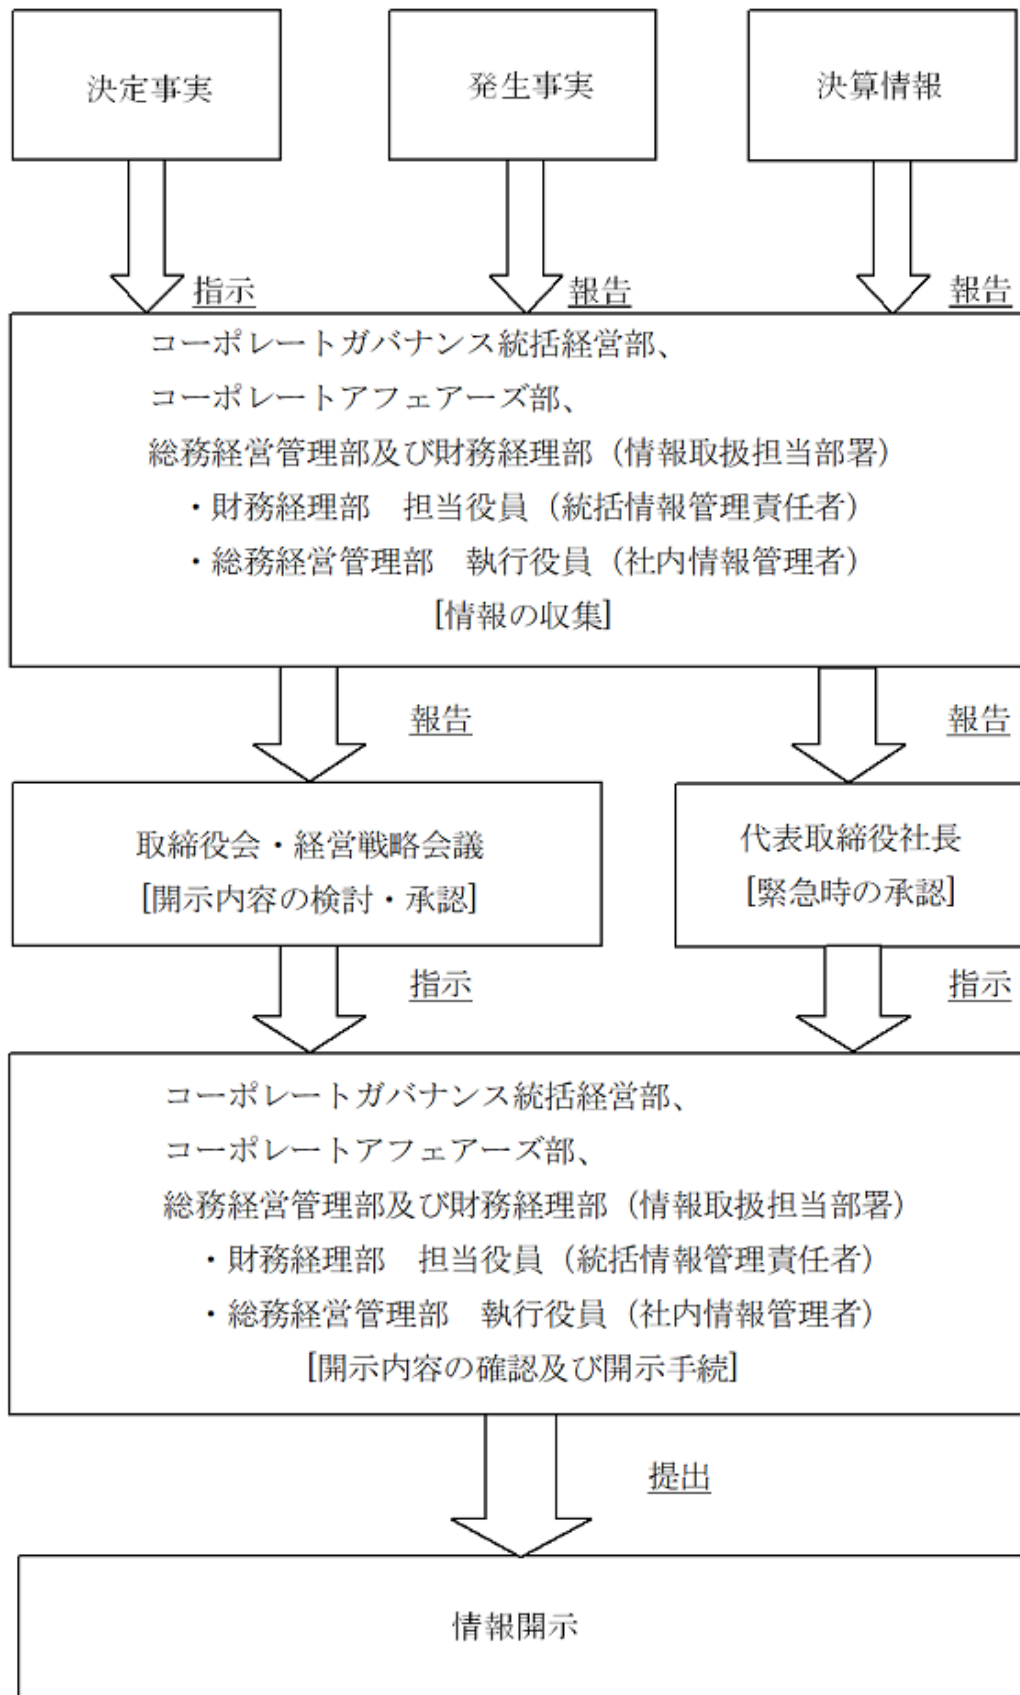 決定事実
発生事実
決算情報
指示
報告
報告
コーポレートガバナンス統括経営部、
コーポレートアフェアーズ部、
総務経営管理部及び財務経理部（情報取扱担当部署）
・財務経理部　担当役員（統括情報管理責任者）
・総務経営管理部　執行役員（社内情報管理者）
[情報の収集]
報告
報告
取締役会・経営戦略会議
[開示内容の検討・承認]
代表取締役社長
[緊急時の承認]
指示
指示
コーポレートガバナンス統括経営部、
コーポレートアフェアーズ部、
総務経営管理部及び財務経理部（情報取扱担当部署）
・財務経理部　担当役員（統括情報管理責任者）
・総務経営管理部　執行役員（社内情報管理者）
[開示内容の確認及び開示手続]
提出
情報開示